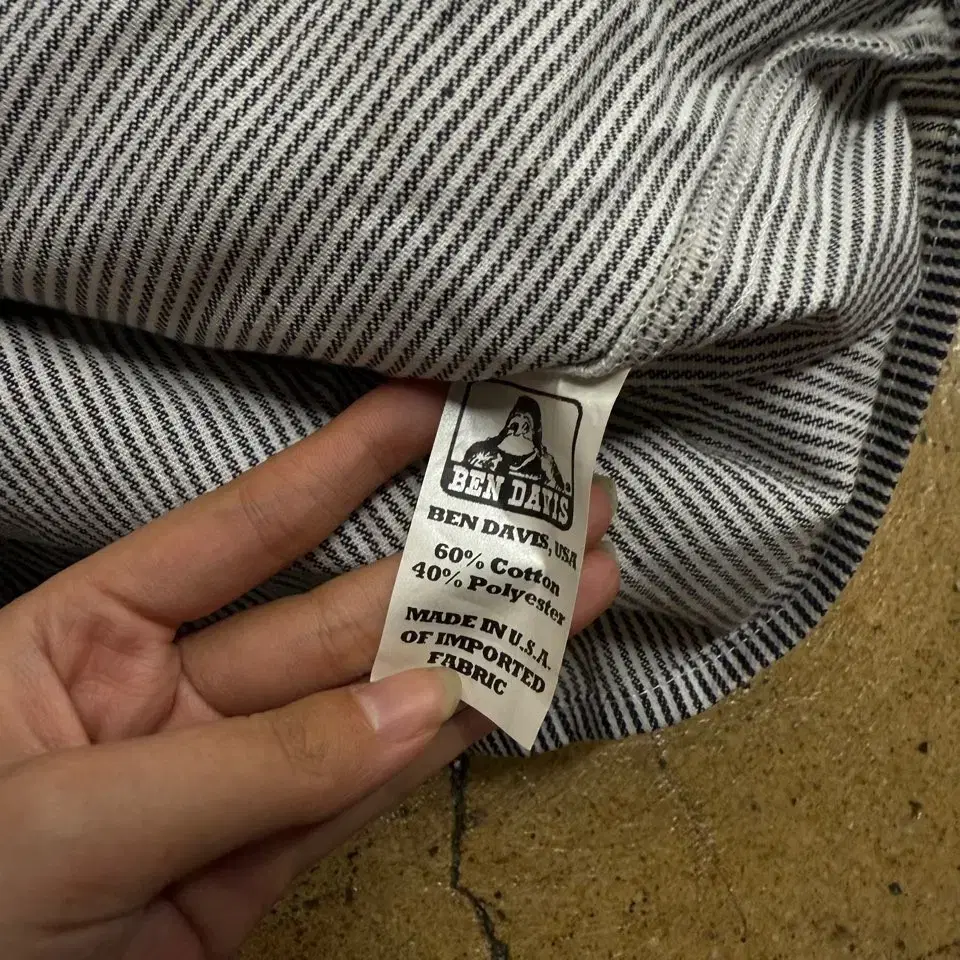 BEN DAVIS
BEN DAVIS, USA
60% Cotton
40% Polyester
MADE IN U.S.A.
OF IMPORTED
FABRIC